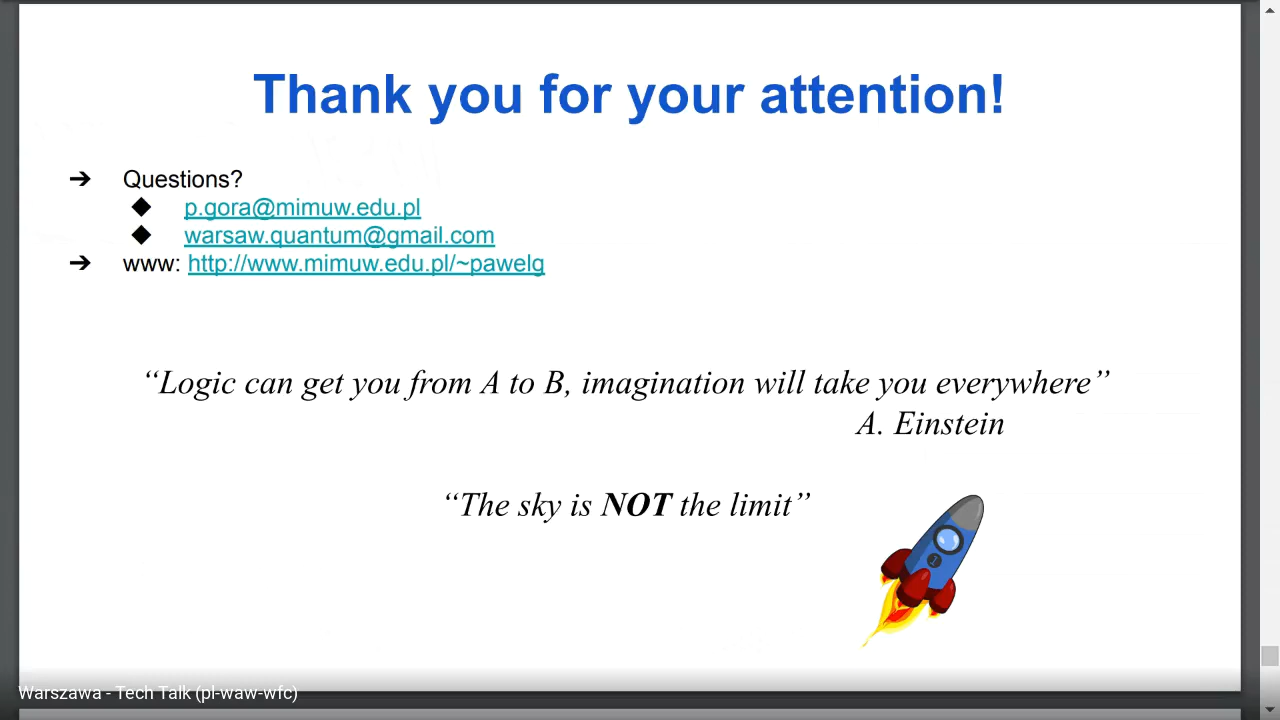 Thank you for your attention!
➔ Questions?
◆ p.gora@mimuw.edu.pl
◆ warsaw.quantum@gmail.com
➔ www: http://www.mimuw.edu.pl/~pawelg
“Logic can get you from A to B, imagination will take you everywhere”
A. Einstein
“The sky is NOT the limit”
1
Warszawa - Tech Talk (pl-waw-wfc)